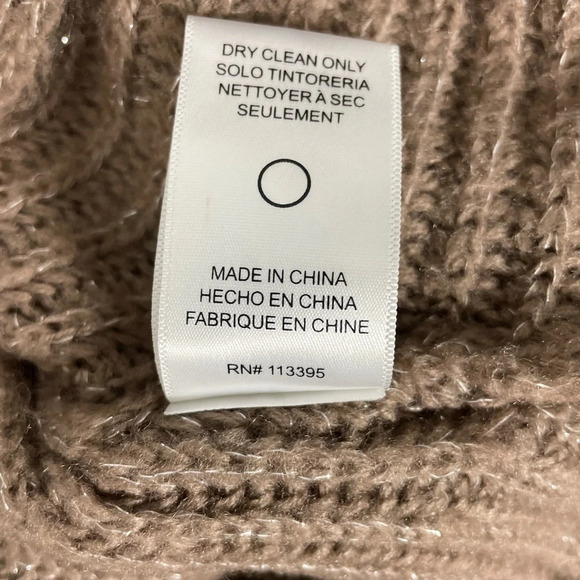 DRY CLEAN ONLY
SOLO TINTORERIA
NETTOYER À SEC
SEULEMENT
MADE IN CHINA
HECHO EN CHINA
FABRIQUE EN CHINE
RN# 113395